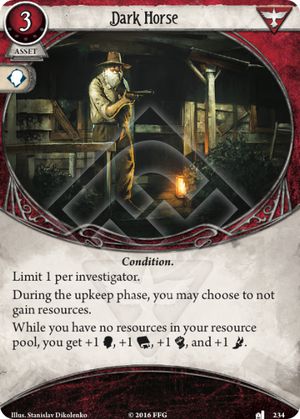 3
Dark Horse
ASSET
Condition.
Limit 1 per investigator.
During the upkeep phase, you may choose to not
gain resources.
While you have no resources in your resource
pool, you get +1 , +1 , +1 , and +1 .
Illus. Stanislav Dikolenko
© 2016 FFG
234